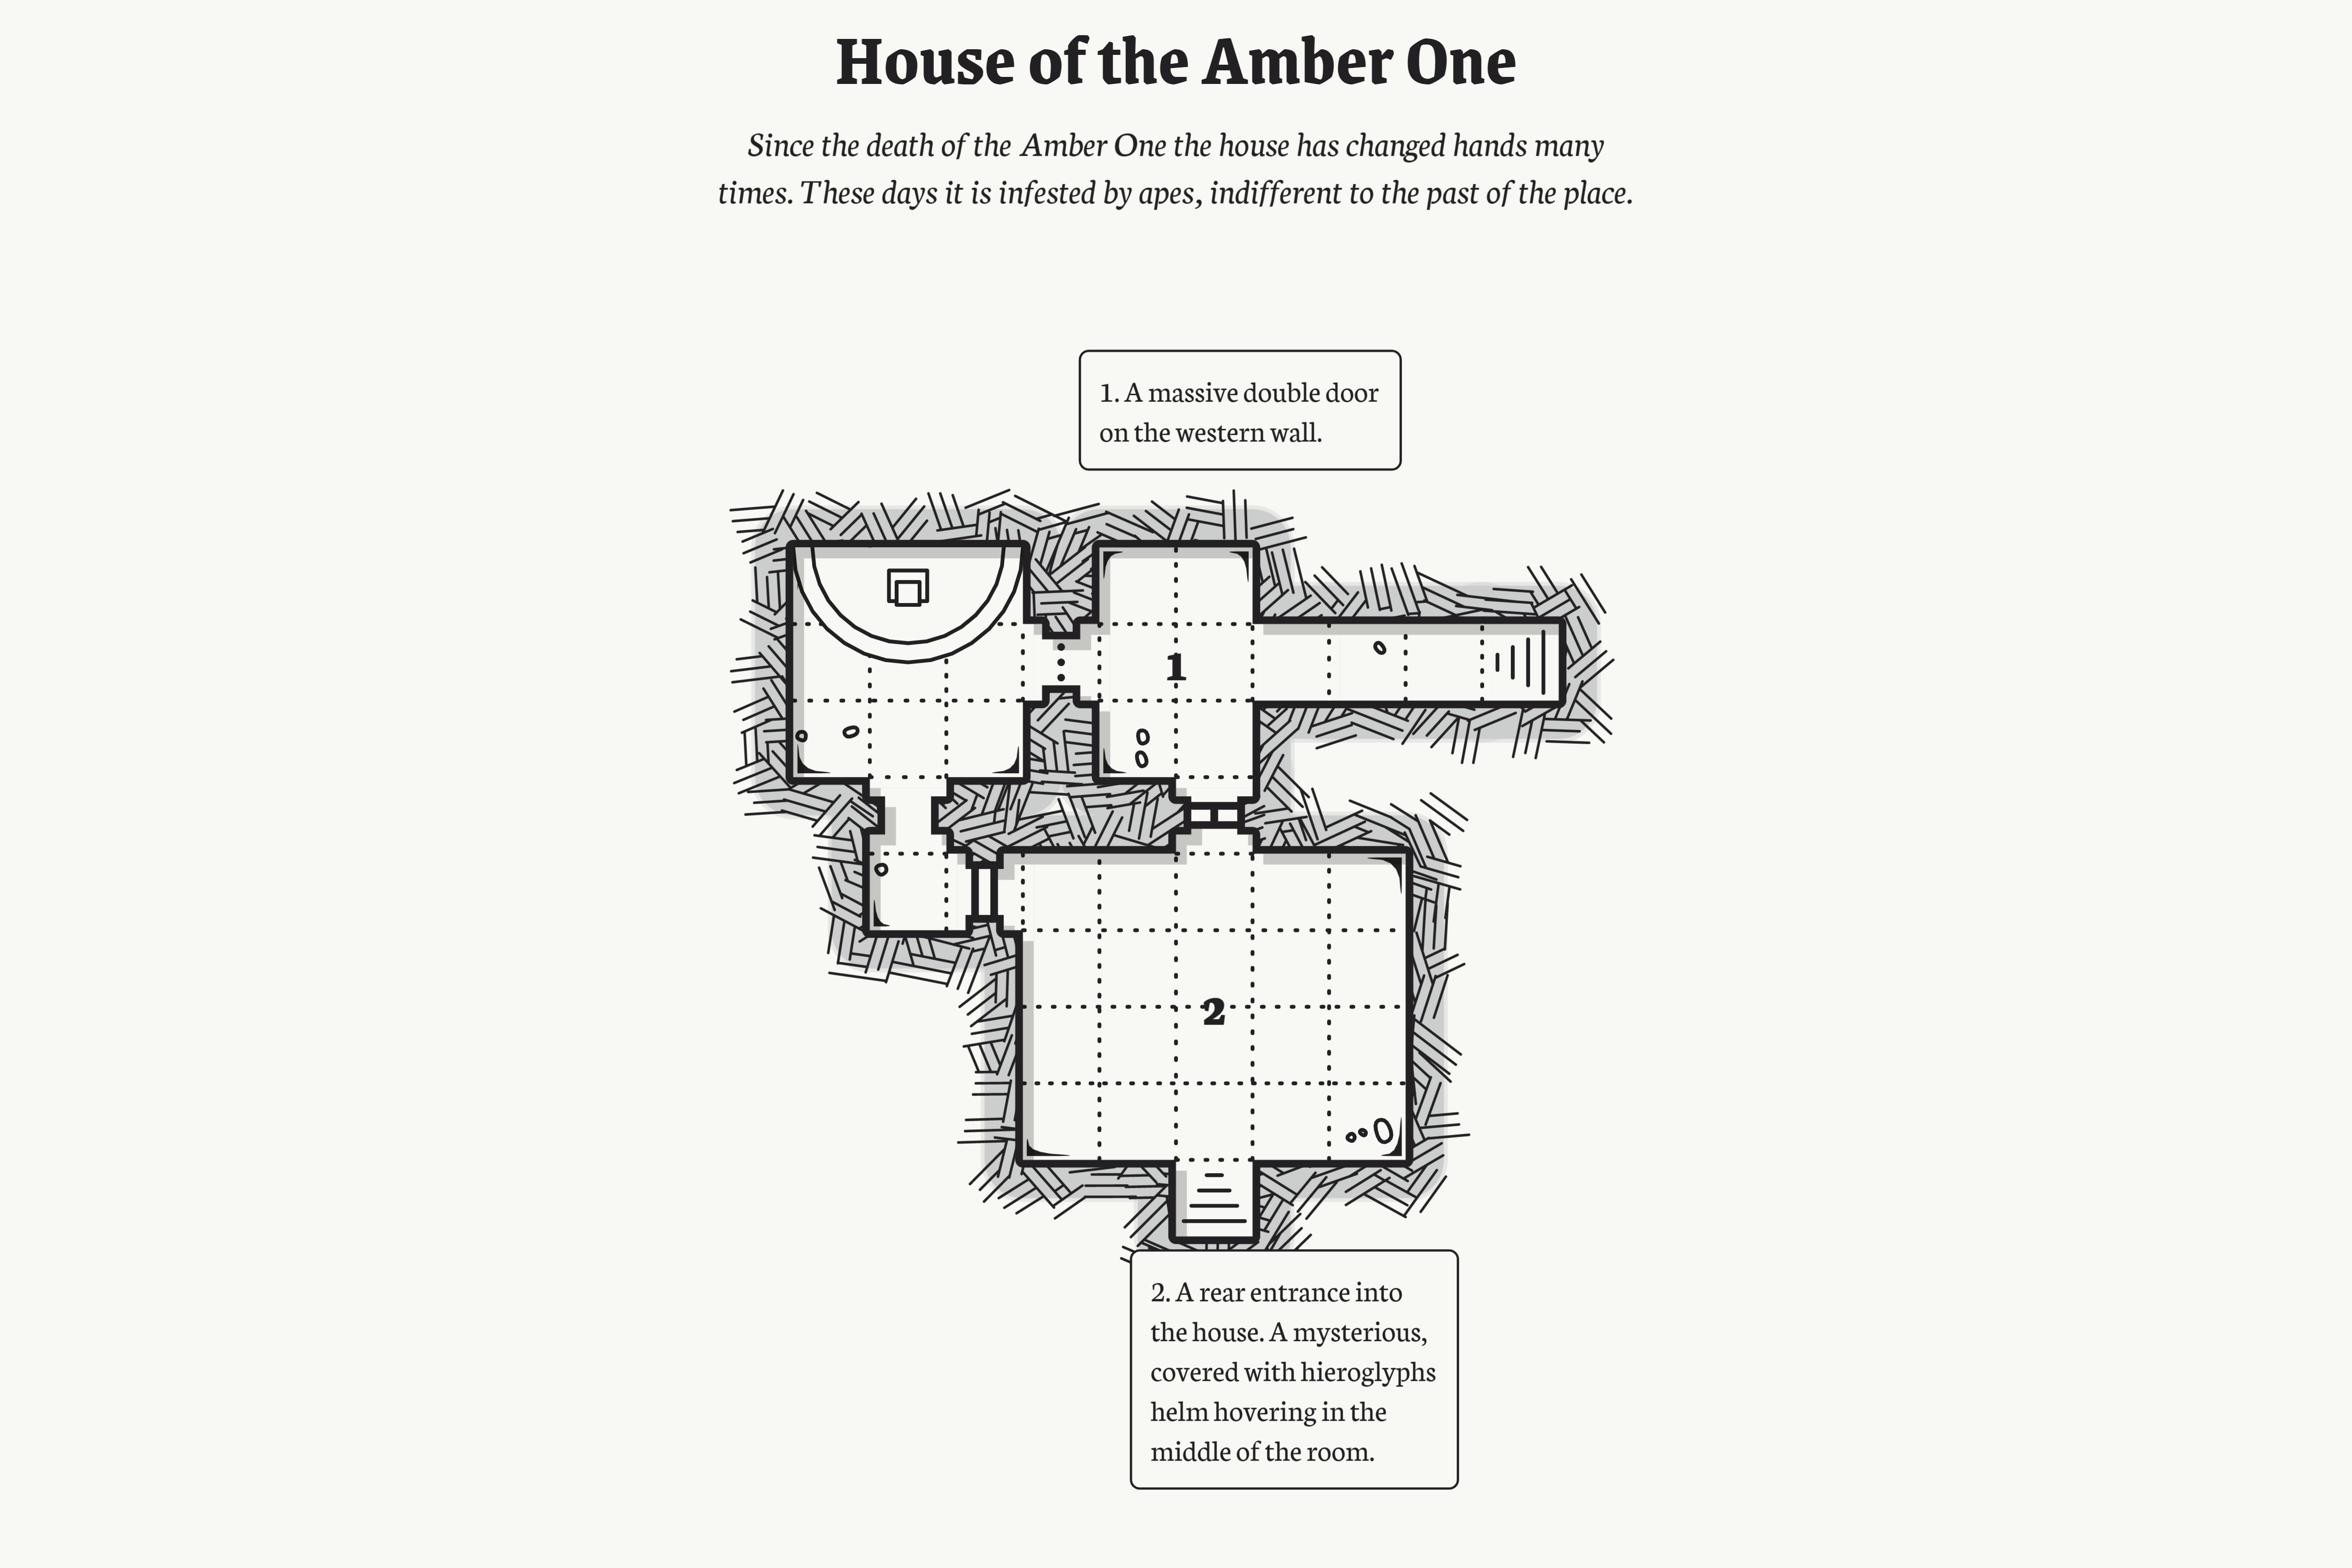 House of the Amber One
Since the death of the Amber One the house has changed hands many
times. These days it is infested by apes, indifferent to the past of the place.
1. A massive double door
on the western wall.
1
2
2. A rear entrance into
the house. A mysterious,
covered with hieroglyphs
helm hovering in the
middle of the room.